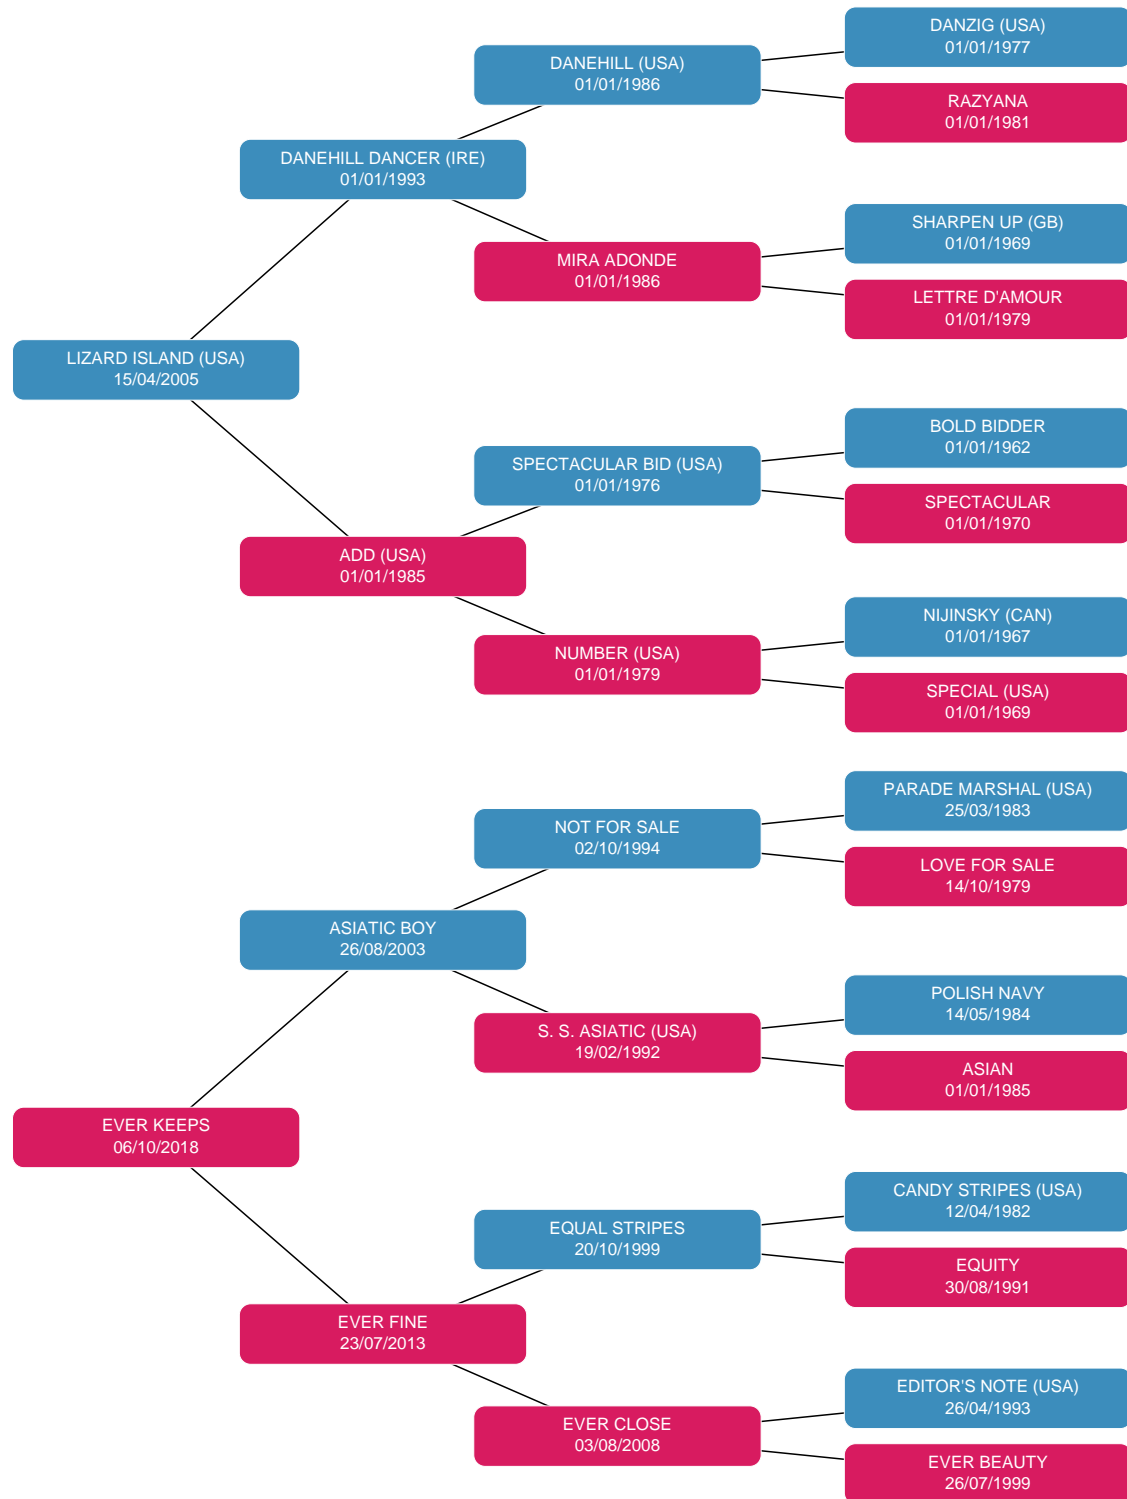 DANZIG (USA)
01/01/1977
DANEHILL (USA)
01/01/1986
RAZYANA
01/01/1981
DANEHILL DANCER (IRE)
01/01/1993
SHARPEN UP (GB)
01/01/1969
MIRA ADONDE
01/01/1986
LETTRE D'AMOUR
01/01/1979
LIZARD ISLAND (USA)
15/04/2005
BOLD BIDDER
01/01/1962
SPECTACULAR BID (USA)
01/01/1976
SPECTACULAR
01/01/1970
ADD (USA)
01/01/1985
NIJINSKY (CAN)
01/01/1967
NUMBER (USA)
01/01/1979
SPECIAL (USA)
01/01/1969
PARADE MARSHAL (USA)
25/03/1983
NOT FOR SALE
02/10/1994
LOVE FOR SALE
14/10/1979
ASIATIC BOY
26/08/2003
POLISH NAVY
14/05/1984
S. S. ASIATIC (USA)
19/02/1992
ASIAN
01/01/1985
EVER KEEPS
06/10/2018
CANDY STRIPES (USA)
12/04/1982
EQUAL STRIPES
20/10/1999
EQUITY
30/08/1991
EVER FINE
23/07/2013
EDITOR'S NOTE (USA)
26/04/1993
EVER CLOSE
03/08/2008
EVER BEAUTY
26/07/1999